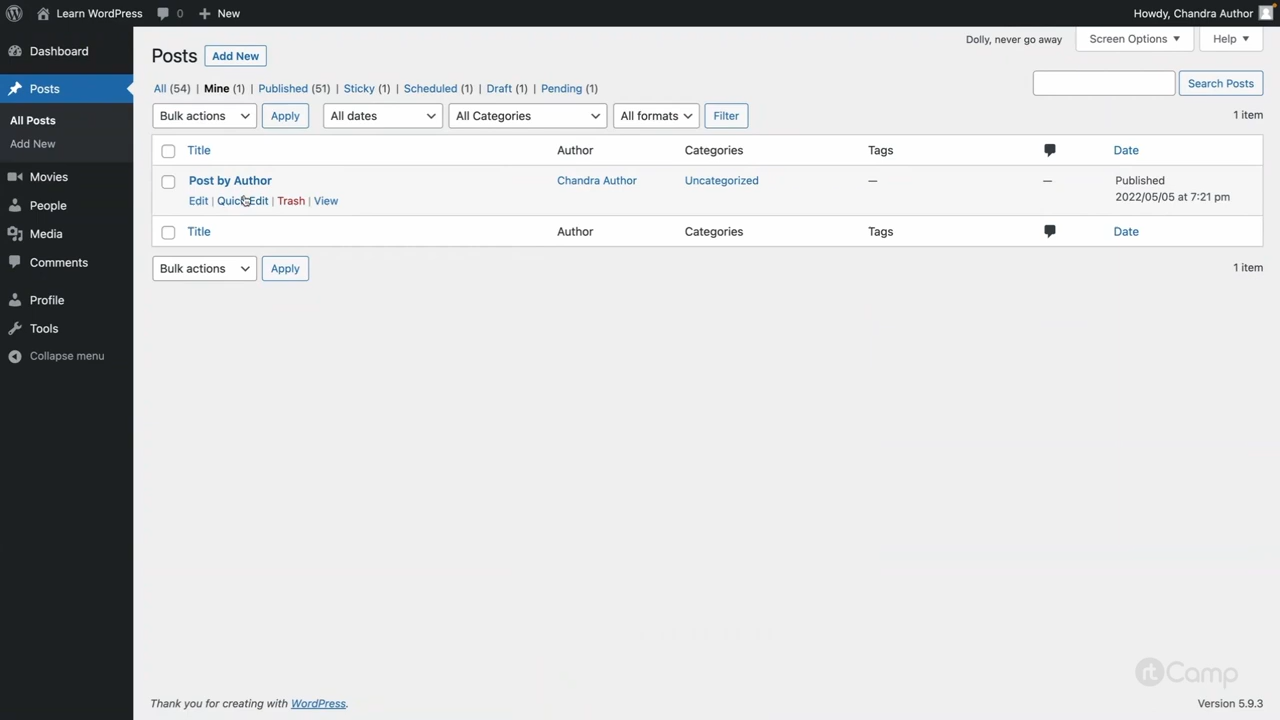 Learn WordPress 0 New Howdy, Chandra Author
Dashboard
Posts
All Posts
Add New
Movies
People
Media
Comments
Profile
Tools
Collapse menu
Posts Add New Dolly, never go away Screen Options Help
All (54) | Mine (1) | Published (51) | Sticky (1) | Scheduled (1) | Draft (1) | Pending (1) Search Posts
Bulk actions Apply All dates All Categories All formats Filter 1 item
Title Author Categories Tags Date
Post by Author Chandra Author Uncategorized — — Published
Edit | Quick Edit | Trash | View 2022/05/05 at 7:21 pm
Title Author Categories Tags Date
Bulk actions Apply 1 item
rtCamp
Thank you for creating with WordPress. Version 5.9.3